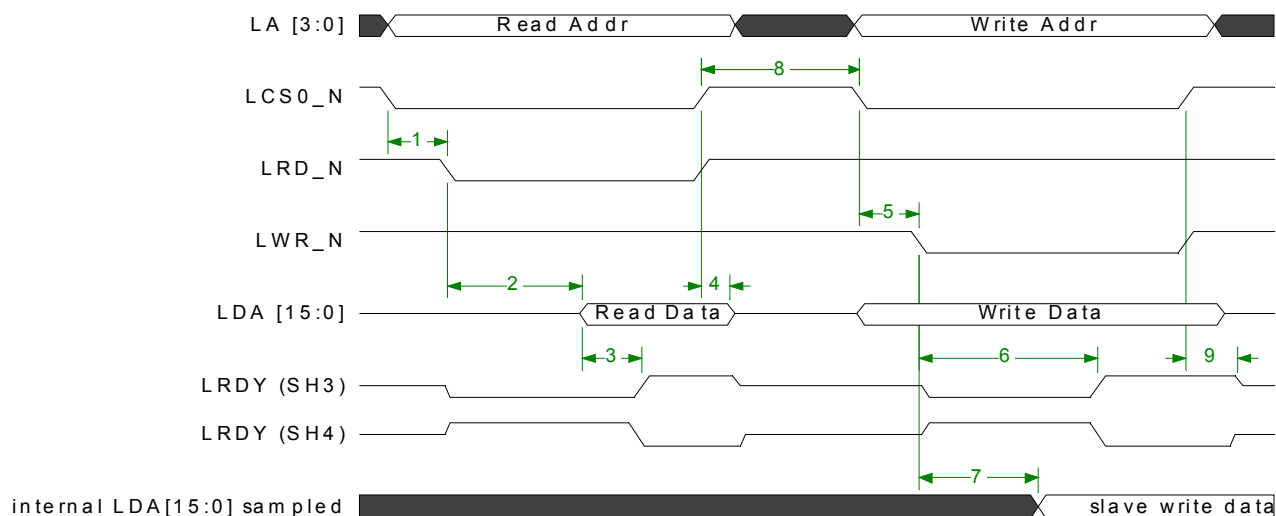 LA [3:0] Read Addr Write Addr
8
LCS0_N
1
LRD_N
5
LWR_N
2 4
LDA [15:0] Read Data Write Data
3 6 9
LRDY (SH3)
LRDY (SH4)
7
internal LDA[15:0] sampled slave write data